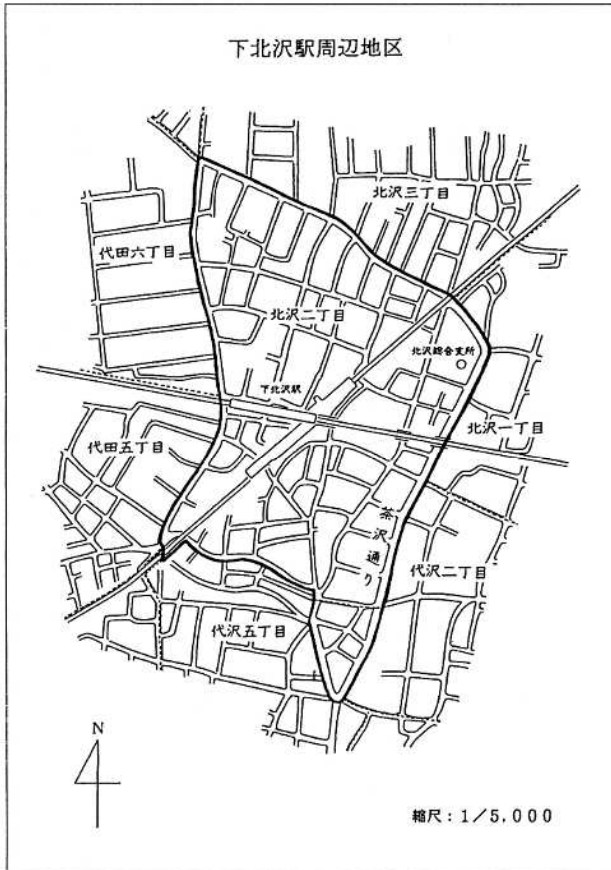 下北沢駅周辺地区
北沢三丁目
代田六丁目
北沢二丁目
北沢総合支所
下北沢駅
北沢一丁目
代田五丁目
茶沢通り
代沢二丁目
代沢五丁目
N
縮尺：1/5,000